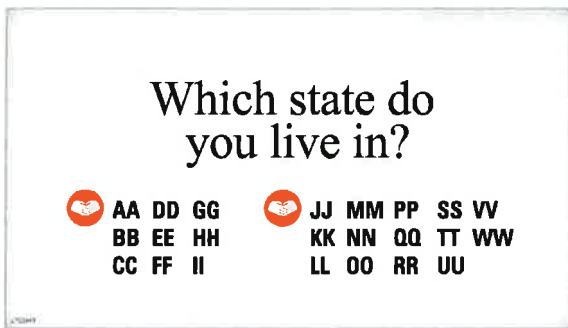 Which state do
you live in?
AA DD GG JJ MM PP SS VV
BB EE HH KK NN QQ TT WW
CC FF II LL OO RR UU